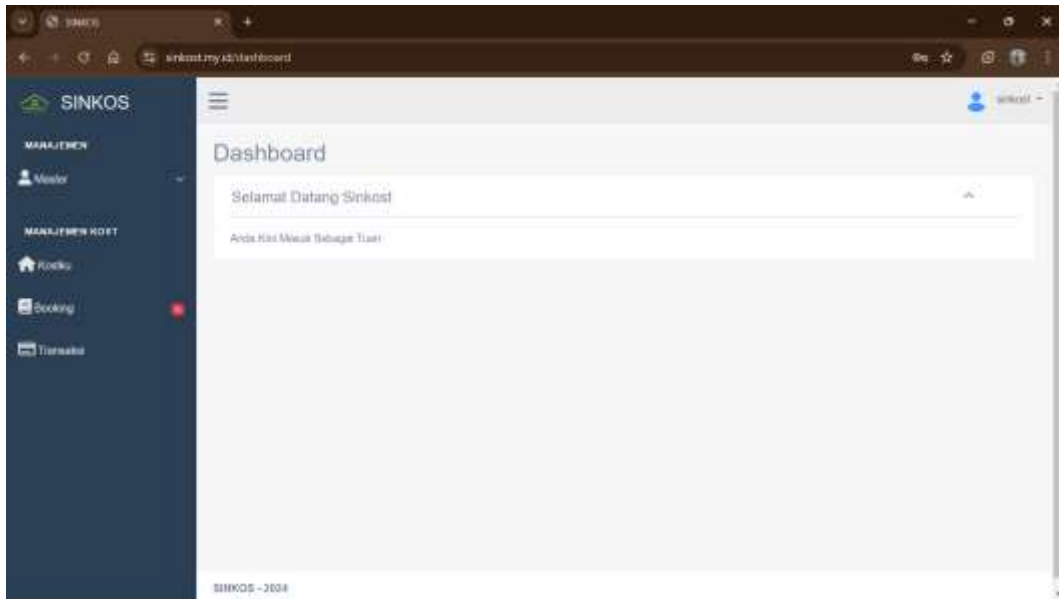 SINKOS
sinkost.my.id/dashboard
SINKOS
sinkost
MANAJEMEN
Master
MANAJEMEN KOST
Kostku
Booking
Transaksi
Dashboard
Selamat Datang Sinkost
Anda Kini Masuk Sebagai
SINKOS - 2024